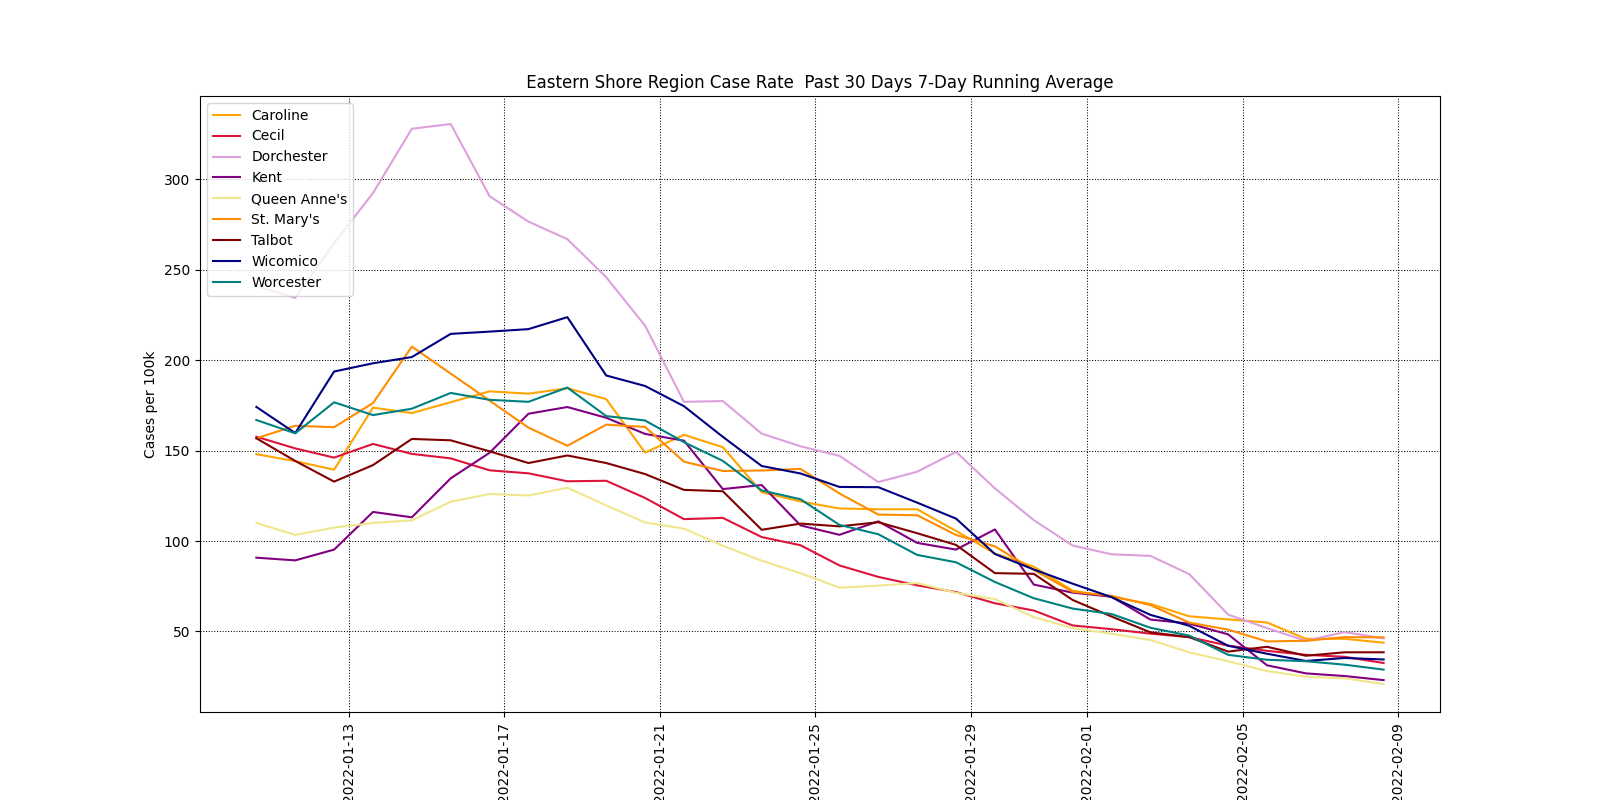 Eastern Shore Region Case Rate  Past 30 Days 7-Day Running Average
Caroline
Cecil
Dorchester
Kent
Queen Anne's
St. Mary's
Talbot
Wicomico
Worcester
Cases per 100k
300
250
200
150
100
50
2022-01-13
2022-01-17
2022-01-21
2022-01-25
2022-01-29
2022-02-01
2022-02-05
2022-02-09